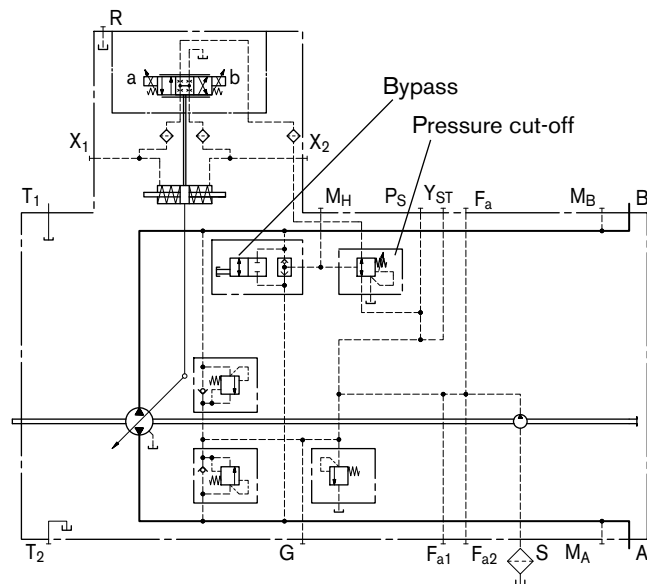 R
a
b
Bypass
Pressure cut-off
X1
X2
T1
MH
PS
YST
Fa
MB
B
T2
G
Fa1
Fa2
S
MA
A